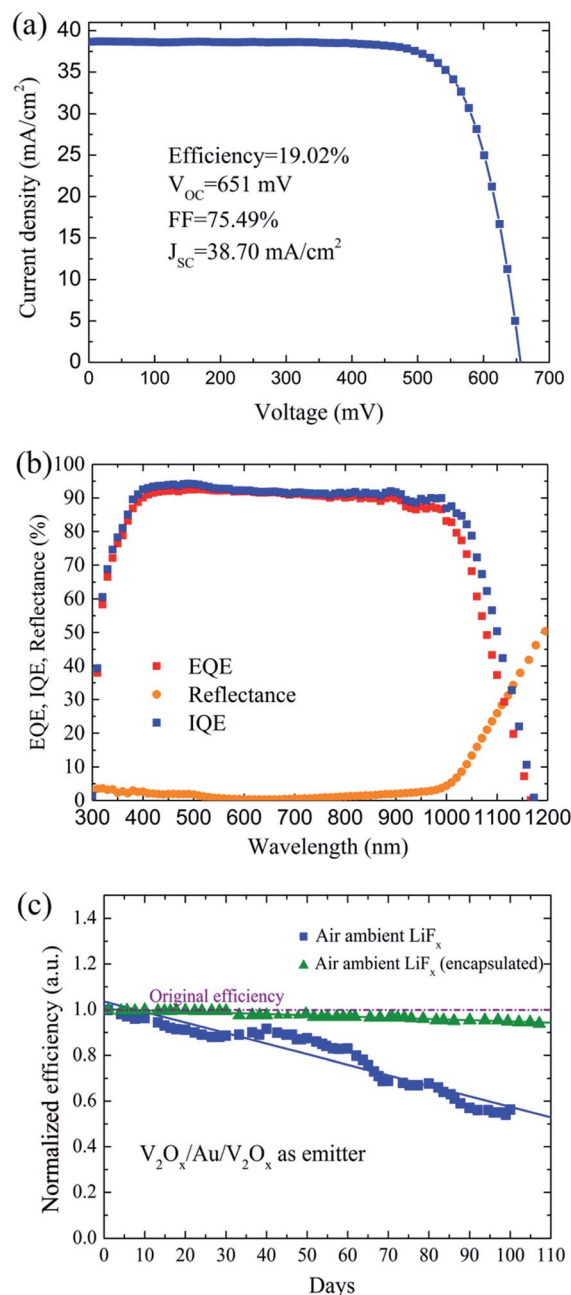 (a)
40
35
30
25
20
15
10
5
0
Current density (mA/cm²)
Efficiency=19.02%
V_OC=651 mV
FF=75.49%
J_SC=38.70 mA/cm²
0 100 200 300 400 500 600 700
Voltage (mV)
(b)
100
90
80
70
60
50
40
30
20
10
0
EQE, IQE, Reflectance (%)
EQE
Reflectance
IQE
300 400 500 600 700 800 900 1000 1100 1200
Wavelength (nm)
(c)
1.4
1.2
1.0
0.8
0.6
0.4
0.2
0.0
Normalized efficiency (a.u.)
Air ambient LiFₓ
Air ambient LiFₓ (encapsulated)
Original efficiency
V₂Oₓ/Au/V₂Oₓ as emitter
0 10 20 30 40 50 60 70 80 90 100 110
Days